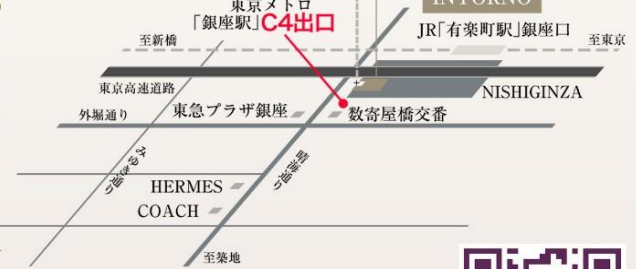 INTORNO
東京メトロ
「銀座駅」C4出口
JR「有楽町駅」銀座口
至新橋
至東京
東京高速道路
NISHIGINZA
外堀通り
東急プラザ銀座
数寄屋橋交番
みゆき通り
晴海通り
HERMES
COACH
至築地